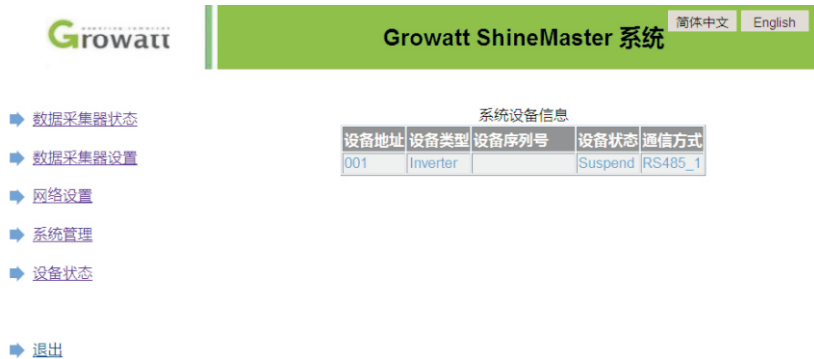 Growatt
Growatt ShineMaster 系统
简体中文 English
数据采集器状态
数据采集器设置
网络设置
系统管理
设备状态
退出
系统设备信息
设备地址 设备类型 设备序列号 设备状态 通信方式
001 Inverter Suspend RS485_1